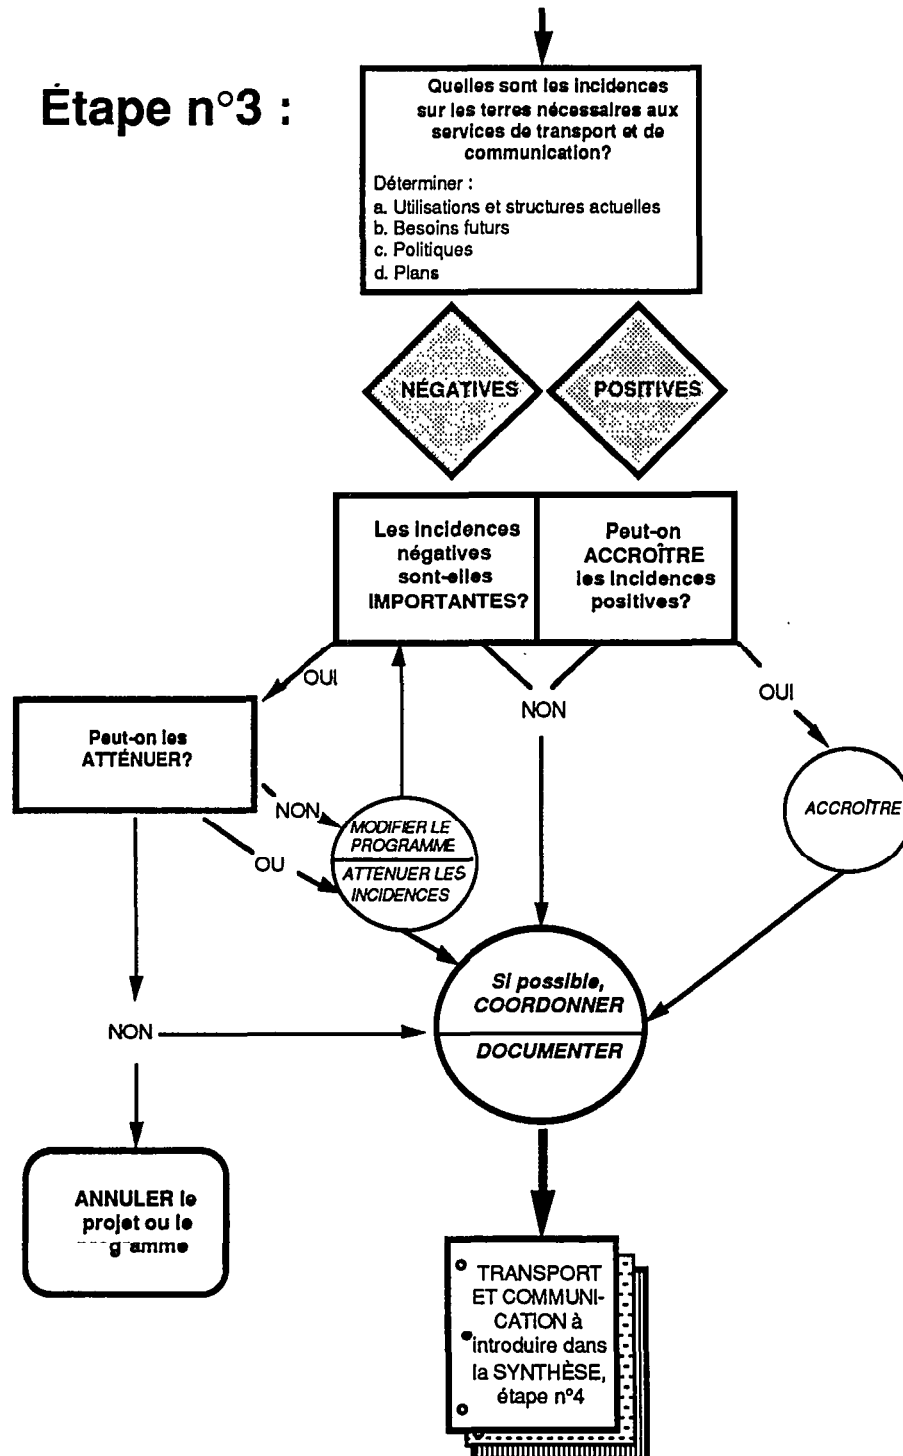 Étape n°3 :
Quelles sont les incidences
sur les terres nécessaires aux
services de transport et de
communication?
Déterminer :
a. Utilisations et structures actuelles
b. Besoins futurs
c. Politiques
d. Plans
NÉGATIVES
POSITIVES
Les incidences
négatives
sont-elles
IMPORTANTES?
Peut-on
ACCROÎTRE
les incidences
positives?
OUI
NON
OUI
Peut-on les
ATTÉNUER?
NON
OU
MODIFIER LE
PROGRAMME
ATTÉNUER LES
INCIDENCES
ACCROÎTRE
Si possible,
COORDONNER
DOCUMENTER
NON
ANNULER le
projet ou le
g amme
TRANSPORT
ET COMMUNI-
CATION à
introduire dans
la SYNTHÈSE,
étape n°4